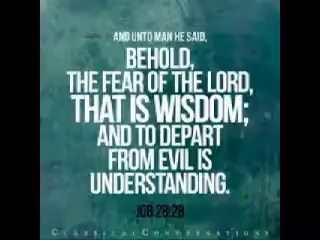 AND UNTO MAN HE SAID,
BEHOLD,
THE FEAR OF THE LORD,
THAT IS WISDOM;
AND TO DEPART
FROM EVIL IS
UNDERSTANDING.
JOB 28:28
CLASSICAL CONVERSATIONS